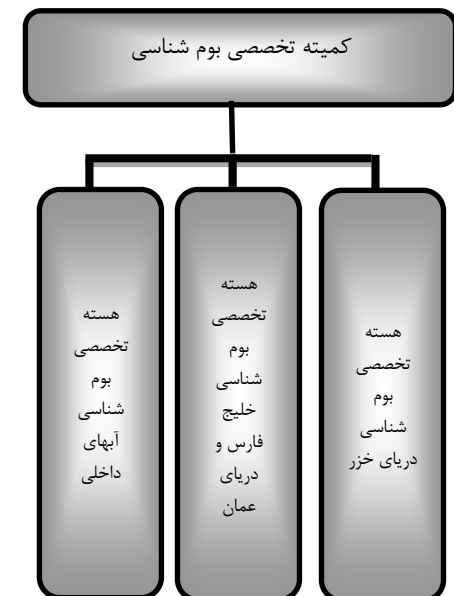 کمیته تخصصی بوم شناسی
هسته
تخصصی
بوم
شناسی
دریای خزر
هسته
تخصصی
بوم
شناسی
خلیج
فارس و
دریای
عمان
هسته
تخصصی
بوم
شناسی
آبهای
داخلی